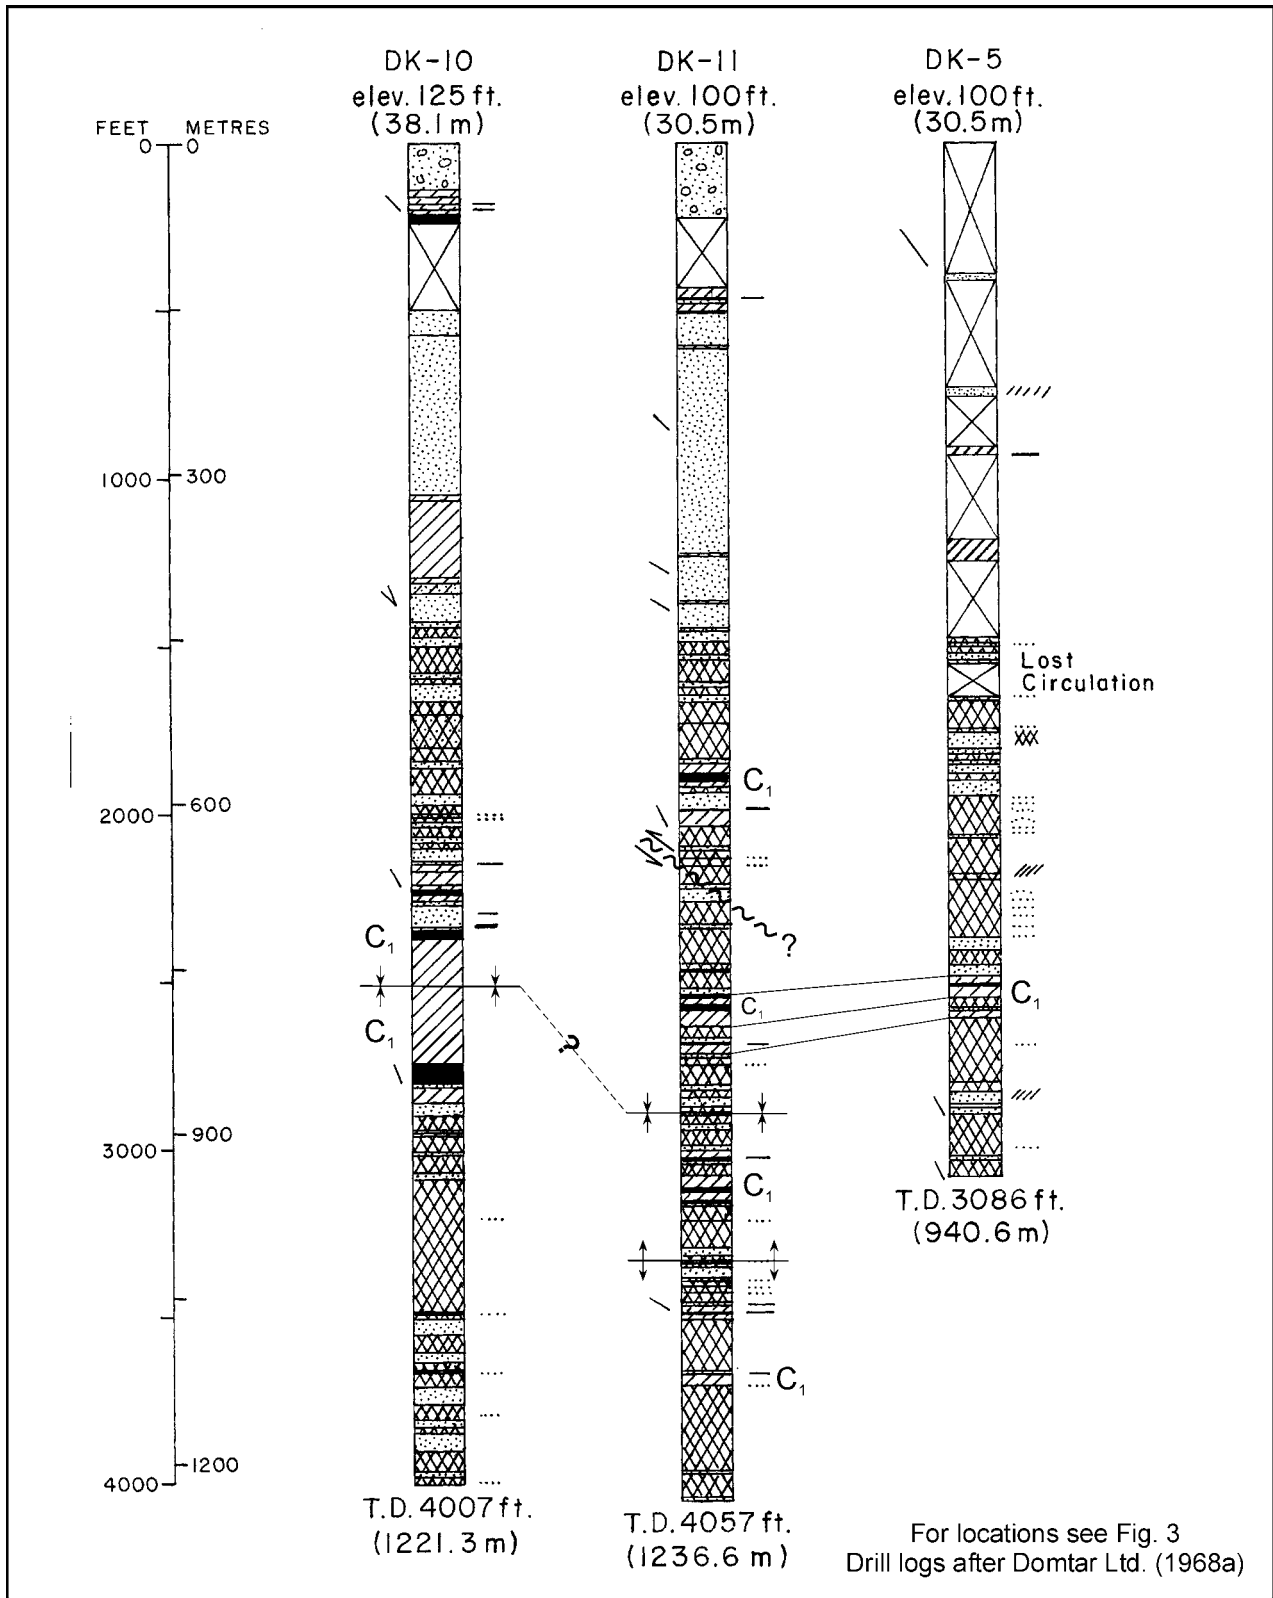 DK-10
elev. 125 ft.
(38.1 m)
DK-11
elev. 100 ft.
(30.5 m)
DK-5
elev. 100 ft.
(30.5 m)
FEET METRES
0 0
1000 300
Lost
Circulation
C1
2000 600
C1
?
C1
C1
C1
C1
?
3000 900
C1
T.D. 3086 ft.
(940.6 m)
C1
4000 1200
T.D. 4007 ft.
(1221.3 m)
T.D. 4057 ft.
(1236.6 m)
For locations see Fig. 3
Drill logs after Domtar Ltd. (1968a)